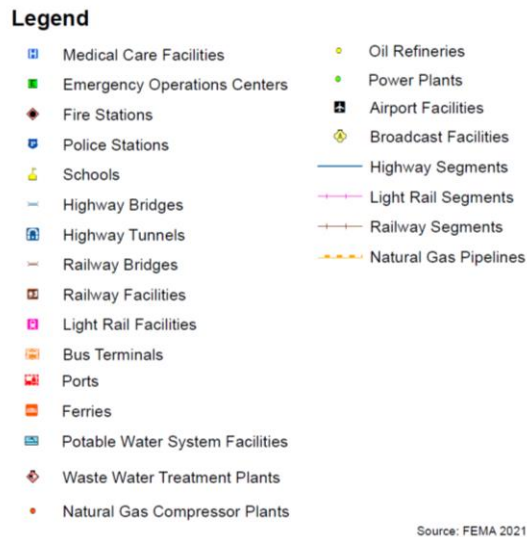 Legend
Medical Care Facilities
Emergency Operations Centers
Fire Stations
Police Stations
Schools
Highway Bridges
Highway Tunnels
Railway Bridges
Railway Facilities
Light Rail Facilities
Bus Terminals
Ports
Ferries
Potable Water System Facilities
Waste Water Treatment Plants
Natural Gas Compressor Plants
Oil Refineries
Power Plants
Airport Facilities
Broadcast Facilities
Highway Segments
Light Rail Segments
Railway Segments
Natural Gas Pipelines
Source: FEMA 2021